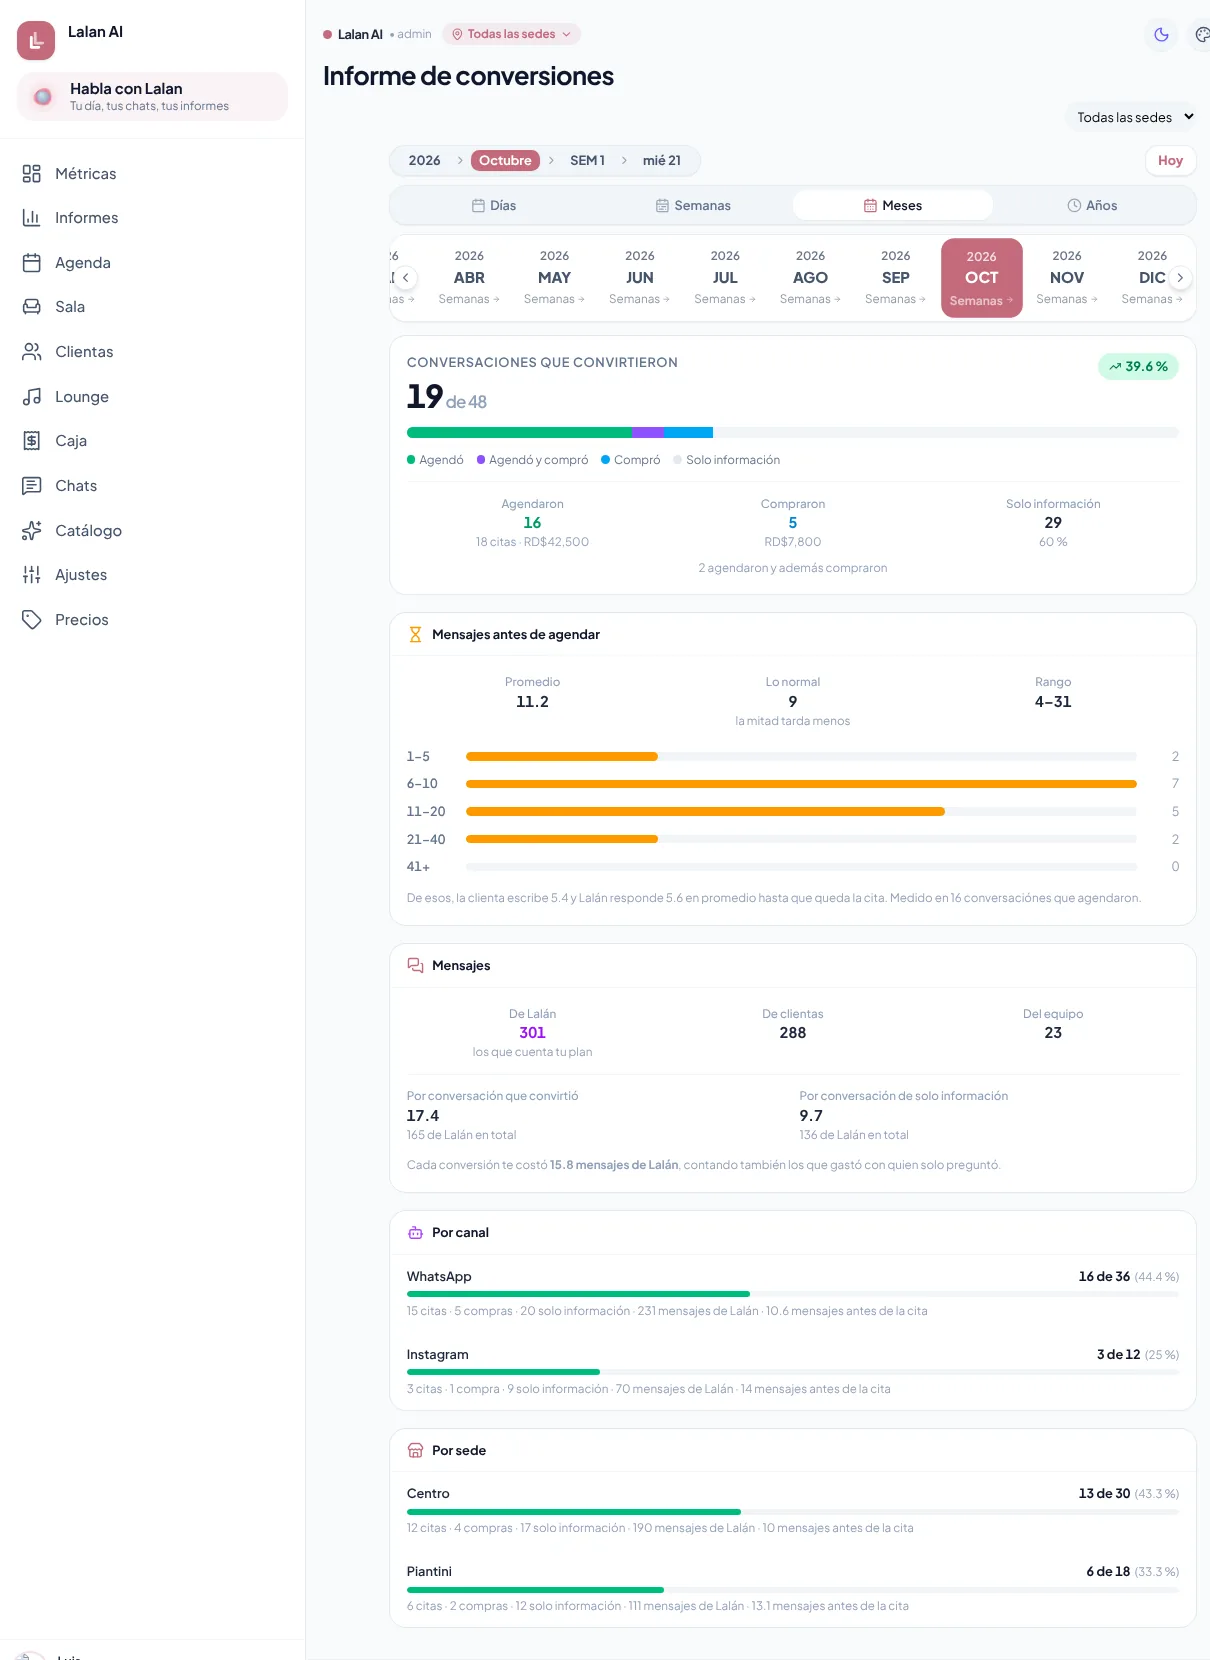 Lalan AI
Habla con Lalan
Tu día, tus chats, tus informes
Métricas
Informes
Agenda
Sala
Clientas
Lounge
Caja
Chats
Catálogo
Ajustes
Precios
Lalan AI • admin Todas las sedes
Informe de conversiones
Todas las sedes
2026 > Octubre > SEM 1 > mié 21
Hoy
Días Semanas Meses Años
2026 2026 2026 2026 2026 2026 2026 2026 2026
ABR MAY JUN JUL AGO SEP OCT NOV DIC
Semanas → Semanas → Semanas → Semanas → Semanas → Semanas → Semanas → Semanas → Semanas →
CONVERSACIONES QUE CONVIRTIERON
39.6 %
19 de 48
Agendó Agendó y compró Compró Solo información
Agendaron Compraron Solo información
16 5 29
18 citas · RD$42,500 RD$7,800 60 %
2 agendaron y además compraron
Mensajes antes de agendar
Promedio Lo normal Rango
11.2 9 4–31
la mitad tarda menos
1–5 2
6–10 7
11–20 5
21–40 2
41+ 0
De esos, la clienta escribe 5.4 y Lalán responde 5.6 en promedio hasta que queda la cita. Medido en 16 conversaciónes que agendaron.
Mensajes
De Lalán De clientas Del equipo
301 288 23
los que cuenta tu plan
Por conversación que convirtió Por conversación de solo información
17.4 9.7
165 de Lalán en total 136 de Lalán en total
Cada conversión te costó 15.8 mensajes de Lalán, contando también los que gastó con quien solo preguntó.
Por canal
WhatsApp 16 de 36 (44.4 %)
15 citas · 5 compras · 20 solo información · 231 mensajes de Lalán · 10.6 mensajes antes de la cita
Instagram 3 de 12 (25 %)
3 citas · 1 compra · 9 solo información · 70 mensajes de Lalán · 14 mensajes antes de la cita
Por sede
Centro 13 de 30 (43.3 %)
12 citas · 4 compras · 17 solo información · 190 mensajes de Lalán · 10 mensajes antes de la cita
Piantini 6 de 18 (33.3 %)
6 citas · 2 compras · 12 solo información · 111 mensajes de Lalán · 13.1 mensajes antes de la cita